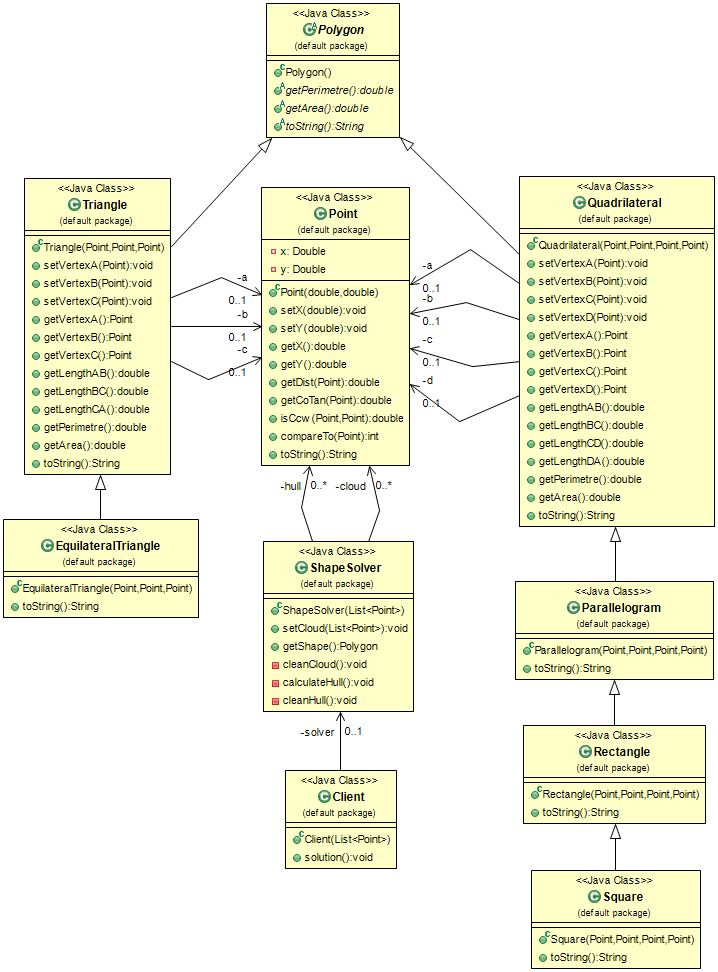 <<Java Class>>
Polygon
(default package)
Polygon()
getPerimetre():double
getArea():double
toString():String
<<Java Class>>
Triangle
(default package)
Triangle(Point,Point,Point)
setVertexA(Point):void
setVertexB(Point):void
setVertexC(Point):void
getVertexA():Point
getVertexB():Point
getVertexC():Point
getLengthAB():double
getLengthBC():double
getLengthCA():double
getPerimetre():double
getArea():double
toString():String
-a
0..1
-b
0..1
-c
0..1
<<Java Class>>
Point
(default package)
x: Double
y: Double
Point(double,double)
setX(double):void
setY(double):void
getX():double
getY():double
getDist(Point):double
getCoTan(Point):double
isCcw (Point,Point):double
compareTo(Point):int
toString():String
-a
0..1
-b
0..1
-c
0..1
-d
0..1
<<Java Class>>
Quadrilateral
(default package)
Quadrilateral(Point,Point,Point,Point)
setVertexA(Point):void
setVertexB(Point):void
setVertexC(Point):void
setVertexD(Point):void
getVertexA():Point
getVertexB():Point
getVertexC():Point
getVertexD():Point
getLengthAB():double
getLengthBC():double
getLengthCD():double
getLengthDA():double
getPerimetre():double
getArea():double
toString():String
-hull
0..*
-cloud
0..*
<<Java Class>>
EquilateralTriangle
(default package)
EquilateralTriangle(Point,Point,Point)
toString():String
<<Java Class>>
ShapeSolver
(default package)
ShapeSolver(List<Point>)
setCloud(List<Point>):void
getShape():Polygon
cleanCloud():void
calculateHull():void
cleanHull():void
<<Java Class>>
Parallelogram
(default package)
Parallelogram(Point,Point,Point,Point)
toString():String
-solver
0..1
<<Java Class>>
Rectangle
(default package)
Rectangle(Point,Point,Point,Point)
toString():String
<<Java Class>>
Client
(default package)
Client(List<Point>)
solution():void
<<Java Class>>
Square
(default package)
Square(Point,Point,Point,Point)
toString():String